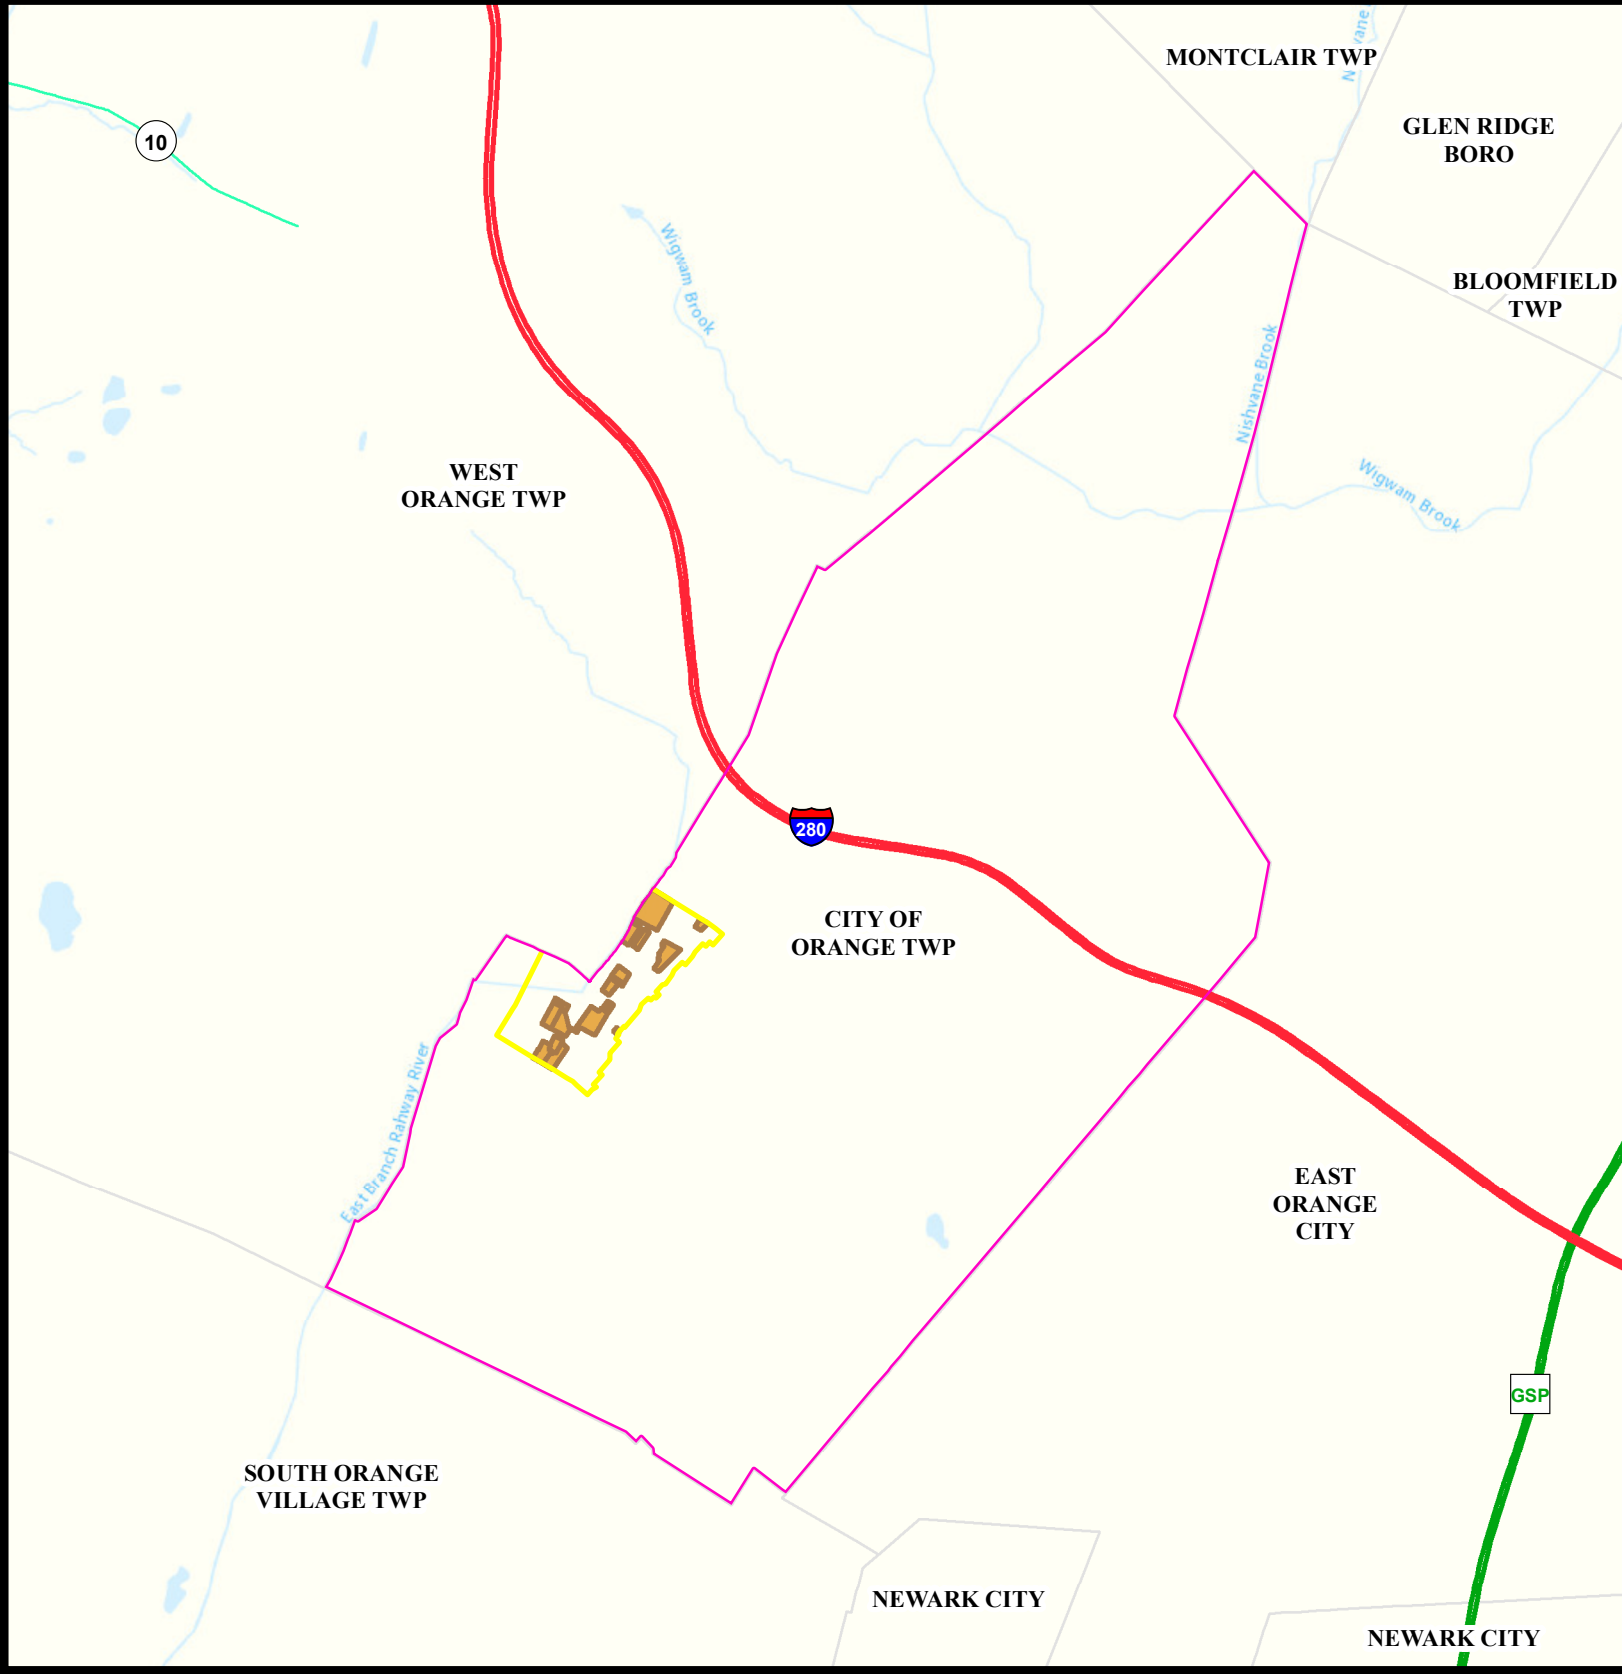 MONTCLAIR TWP
GLEN RIDGE
BORO
10
Wigwam Brook
BLOOMFIELD
TWP
Nishvane Brook
WEST
ORANGE TWP
Wigwam Brook
280
CITY OF
ORANGE TWP
East Branch Rahway River
EAST
ORANGE
CITY
GSP
SOUTH ORANGE
VILLAGE TWP
NEWARK CITY
NEWARK CITY